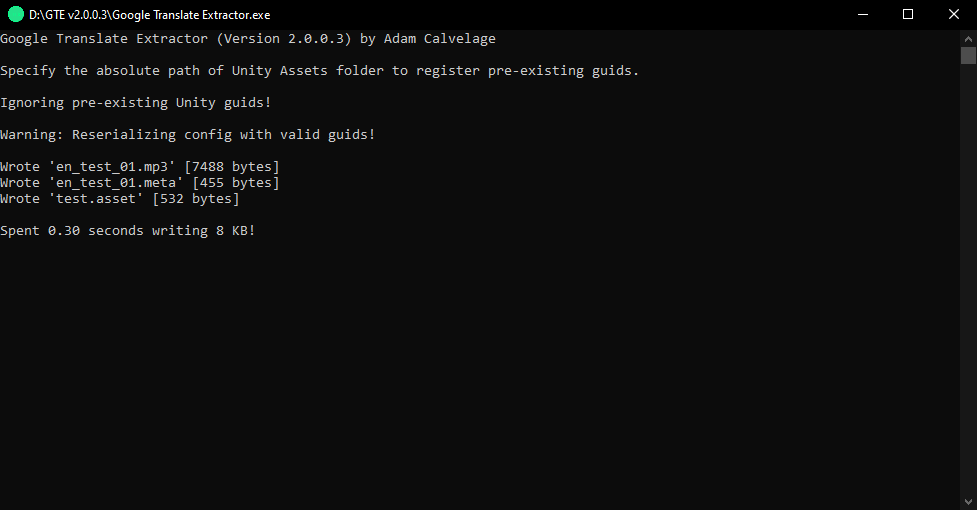 D:\GTE v2.0.0.3\Google Translate Extractor.exe
Google Translate Extractor (Version 2.0.0.3) by Adam Calvelage
Specify the absolute path of Unity Assets folder to register pre-existing guids.
Ignoring pre-existing Unity guids!
Warning: Reserializing config with valid guids!
Wrote 'en_test_01.mp3' [7488 bytes]
Wrote 'en_test_01.meta' [455 bytes]
Wrote 'test.asset' [532 bytes]
Spent 0.30 seconds writing 8 KB!